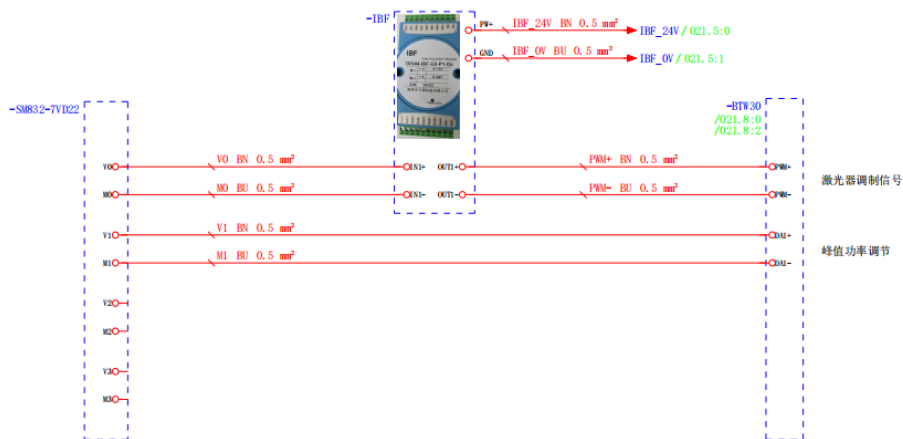 -IBF
PW+
IBF_24V BN 0.5 mm²
IBF_24V/021.5:0
GND
IBF_0V BU 0.5 mm²
IBF_0V/021.5:1
IBF
-SM832-7VD22
-BTW30
/021.8:0
/021.8:2
V0
V0 BN 0.5 mm²
IN1+
OUT1+
PWM+ BN 0.5 mm²
PWM+
激光器调制信号
M0
M0 BU 0.5 mm²
IN1-
OUT1-
PWM- BU 0.5 mm²
PWM-
V1
V1 BN 0.5 mm²
DA1+
峰值功率调节
M1
M1 BU 0.5 mm²
DA1-
V2
M2
V3
M3